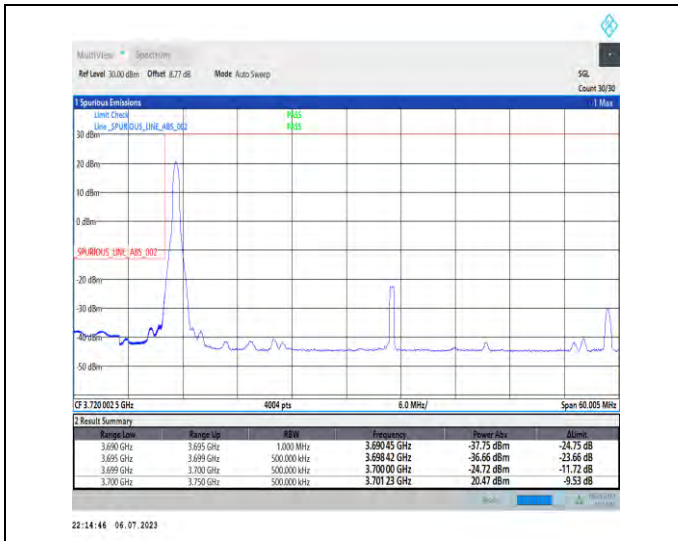 MultiView Spectrum
Ref Level 30.00 dBm Offset 8.77 dB Mode Auto Sweep SGL
Count 30/30
1 Spurious Emissions 1 Max
Limit Check PASS
Line _SPURIOUS_LINE_ABS_002 PASS
30 dBm
20 dBm
10 dBm
0 dBm
_SPURIOUS_LINE_ABS_002
-20 dBm
-30 dBm
-40 dBm
-50 dBm
CF 3.720 002 5 GHz 4004 pts 6.0 MHz/ Span 60.005 MHz
2 Result Summary
Range Low Range Up RBW Frequency Power Abs ΔLimit
3.690 GHz 3.695 GHz 1.000 MHz 3.690 45 GHz -37.75 dBm -24.75 dB
3.695 GHz 3.699 GHz 500.000 kHz 3.698 42 GHz -36.66 dBm -23.66 dB
3.699 GHz 3.700 GHz 500.000 kHz 3.700 00 GHz -24.72 dBm -11.72 dB
3.700 GHz 3.750 GHz 500.000 kHz 3.701 23 GHz 20.47 dBm -9.53 dB
22:14:46 06.07.2023